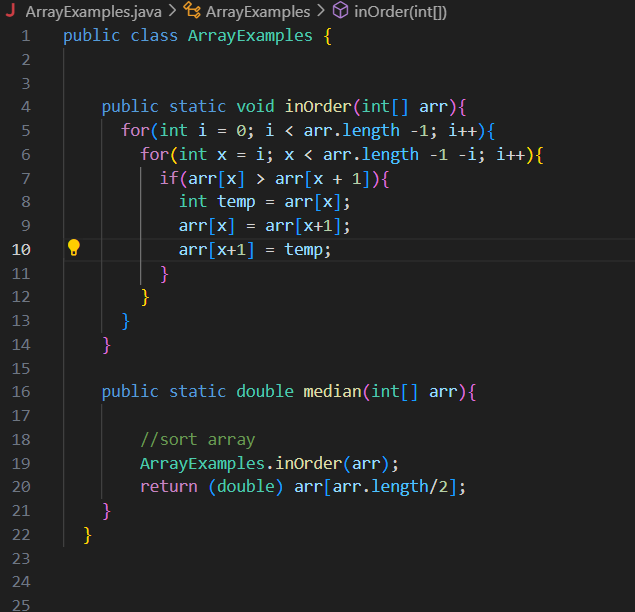 ArrayExamples.java > ArrayExamples > inOrder(int[])
1 public class ArrayExamples {
2
3
4 public static void inOrder(int[] arr){
5 for(int i = 0; i < arr.length -1; i++){
6 for(int x = i; x < arr.length -1 -i; i++){
7 if(arr[x] > arr[x + 1]){
8 int temp = arr[x];
9 arr[x] = arr[x+1];
10 arr[x+1] = temp;
11 }
12 }
13 }
14 }
15
16 public static double median(int[] arr){
17
18 //sort array
19 ArrayExamples.inOrder(arr);
20 return (double) arr[arr.length/2];
21 }
22 }
23
24
25